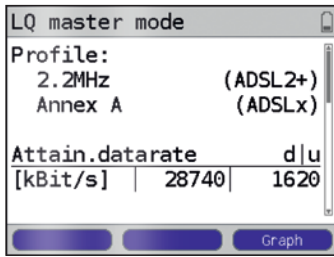 LQ master mode
Profile:
2.2MHz (ADSL2+)
Annex A (ADSLx)
Attain.datarate d|u
[kBit/s] | 28740| 1620
Graph